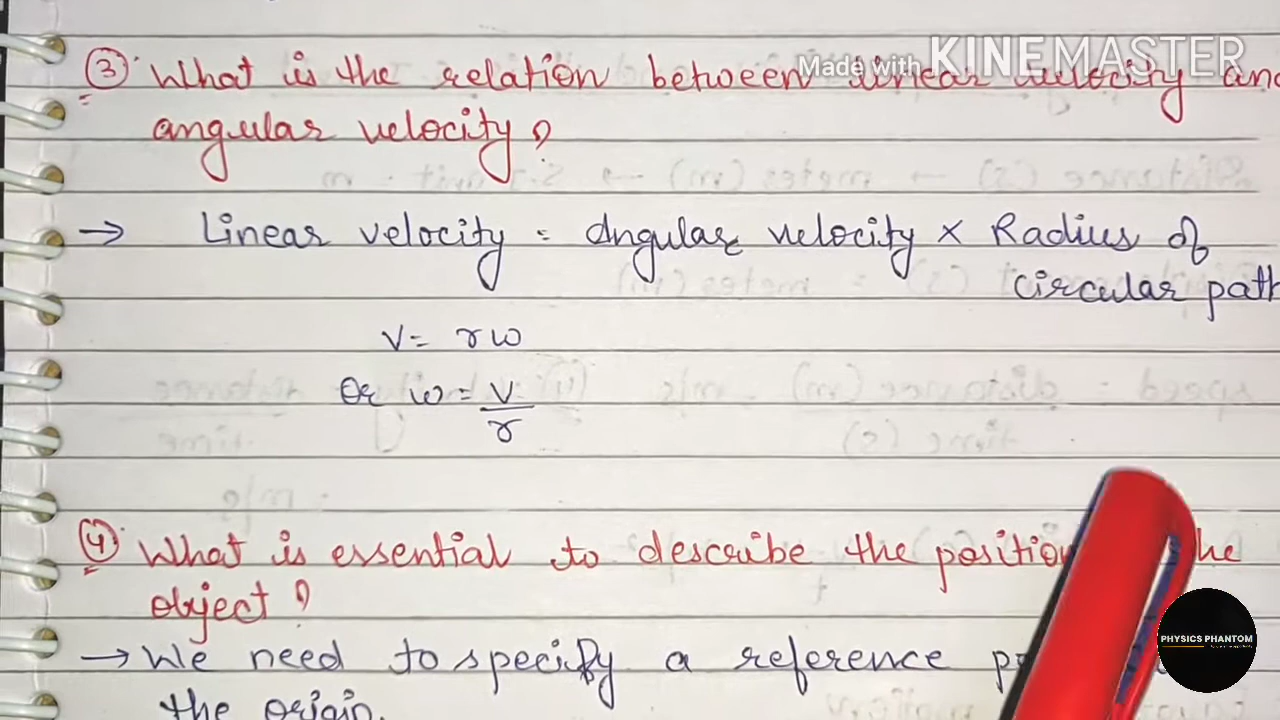 Made with KINEMASTER
③ What is the relation between linear velocity and
angular velocity?
→ Linear velocity = Angular velocity × Radius of
circular path
v = rω
Or ω = v/r
④ What is essential to describe the position the
object?
→ We need to specify a reference
the origin.
PHYSICS PHANTOM